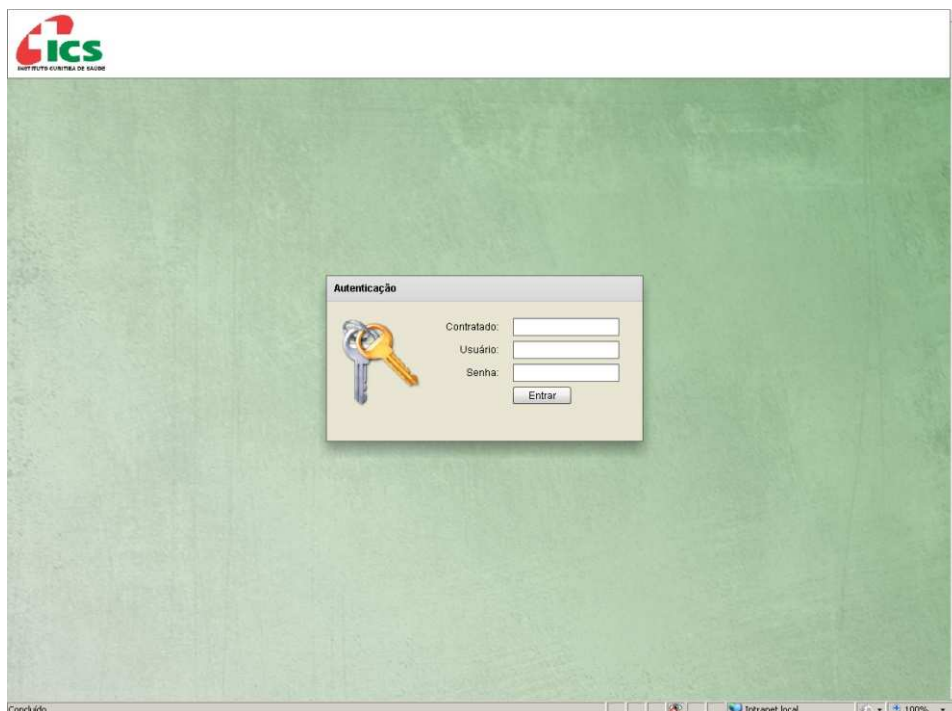 ICS
INSTITUTO CURITIBA DE SAÚDE
Autenticação
Contratado:
Usuário:
Senha:
Entrar
Concluído
Intranet local
100%